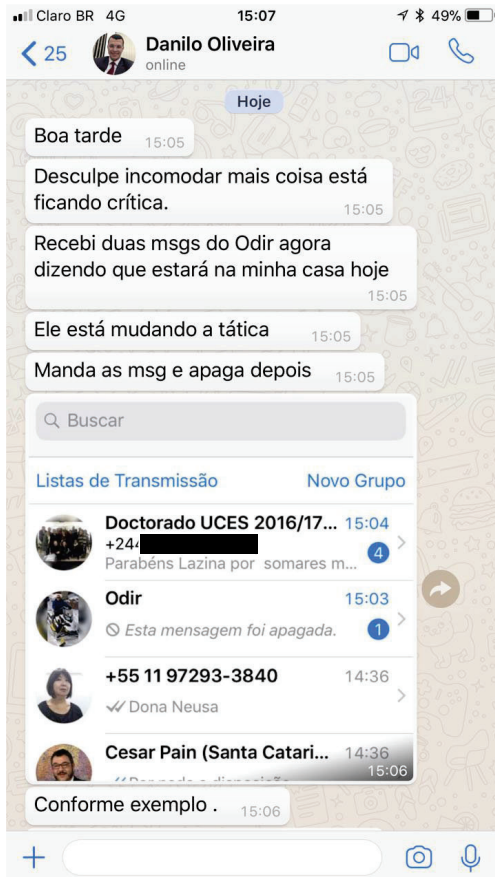 Claro BR 4G 15:07 49%
25 Danilo Oliveira
online
Hoje
Boa tarde 15:05
Desculpe incomodar mais coisa está
ficando crítica. 15:05
Recebi duas msgs do Odir agora
dizendo que estará na minha casa hoje
15:05
Ele está mudando a tática 15:05
Manda as msg e apaga depois 15:05
Buscar
Listas de Transmissão Novo Grupo
Doctorado UCES 2016/17... 15:04
+244
Parabéns Lazina por somares m... 4
Odir 15:03
Esta mensagem foi apagada. 1
+55 11 97293-3840 14:36
Dona Neusa
Cesar Pain (Santa Catari... 14:36
15:06
Conforme exemplo . 15:06